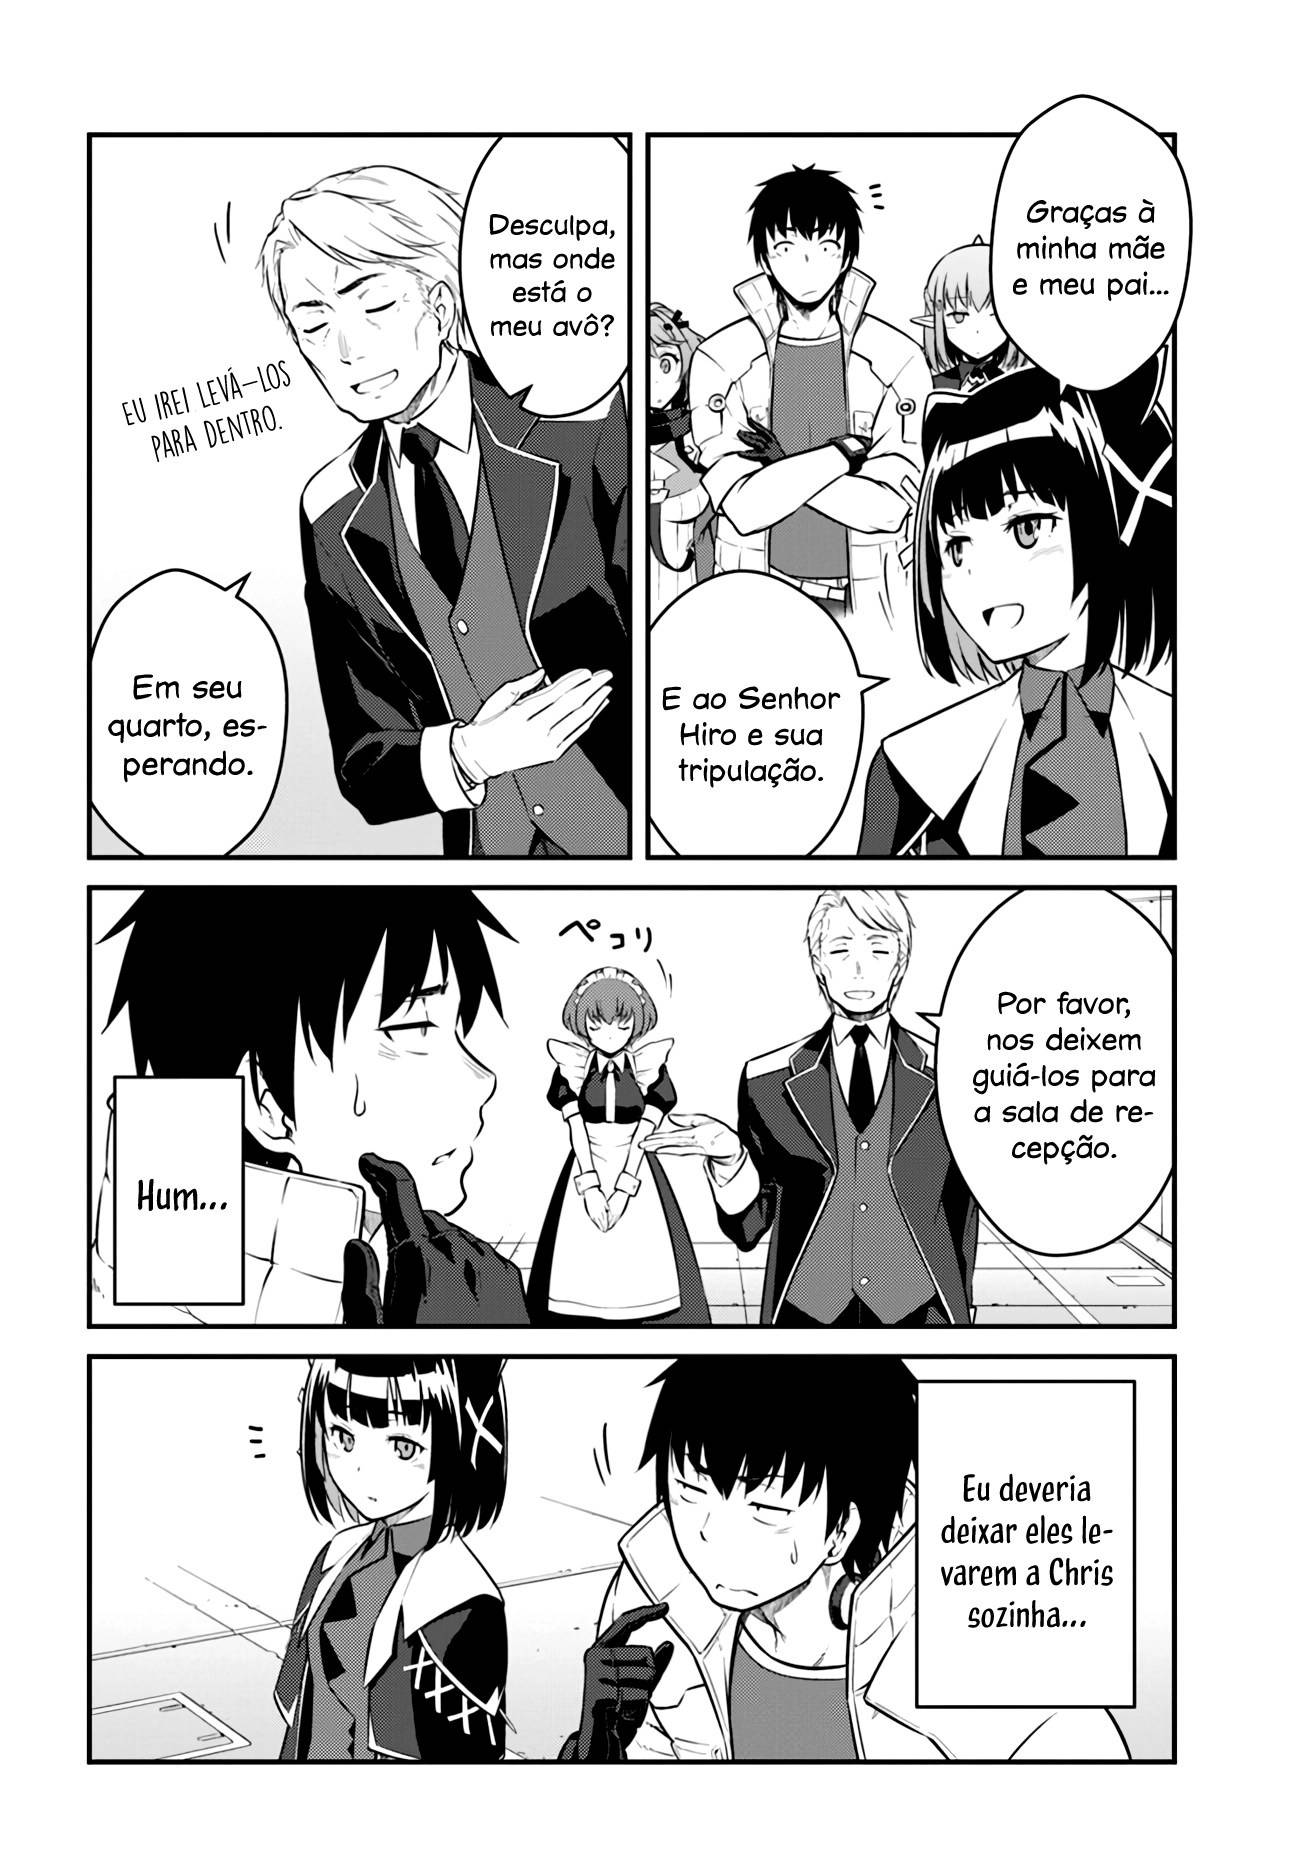 Graças à
minha mãe
e meu pai...
E ao Senhor
Hiro e sua
tripulação.
Desculpa,
mas onde
está o
meu avô?
EU IREI LEVÁ-LOS
PARA DENTRO.
Em seu
quarto, es-
perando.
Por favor,
nos deixem
guiá-los para
a sala de re-
cepção.
ペコリ
Hum...
Eu deveria
deixar eles le-
varem a Chris
sozinha...